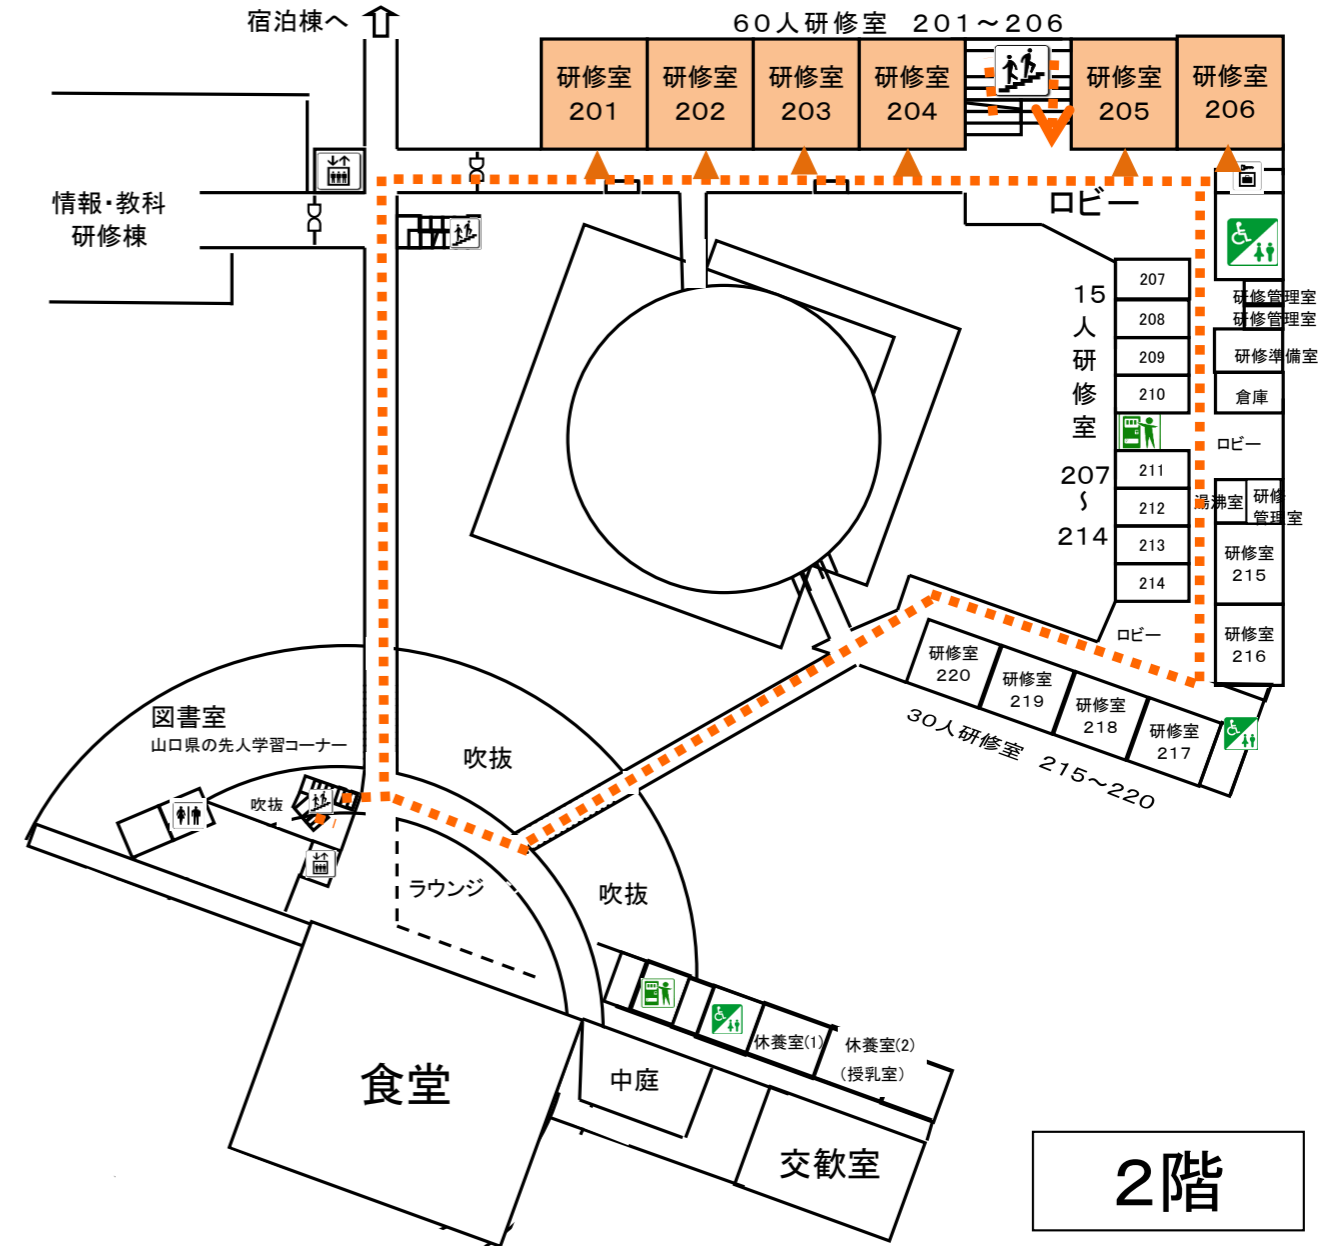 宿泊棟へ
60人研修室 201～206
研修室
201
研修室
202
研修室
203
研修室
204
研修室
205
研修室
206
情報・教科
研修棟
ロビー
15
人
研
修
室
207
～
214
207
208
209
210
211
212
213
214
研修管理室
研修管理室
研修準備室
倉庫
ロビー
湯沸室
研修
管理室
研修室
215
研修室
216
ロビー
研修室
220
研修室
219
研修室
218
研修室
217
30人研修室 215～220
図書室
山口県の先人学習コーナー
吹抜
吹抜
ラウンジ
吹抜
食堂
中庭
休養室(1)
休養室(2)
(授乳室)
交歓室
2階